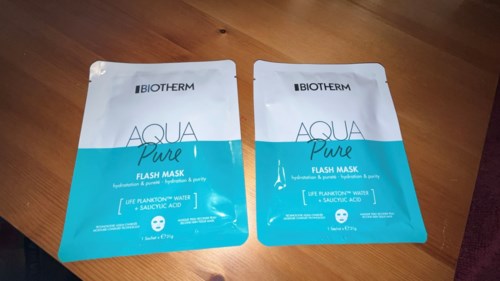 BIOTHERM
AQUA
Pure
FLASH MASK
hydratation & pureté - hydration & purity
LIFE PLANKTON™ WATER
+ SALICYLIC ACID
BIOTHERM
AQUA
Pure
FLASH MASK
hydratation & pureté - hydration & purity
LIFE PLANKTON™ WATER
+ SALICYLIC ACID